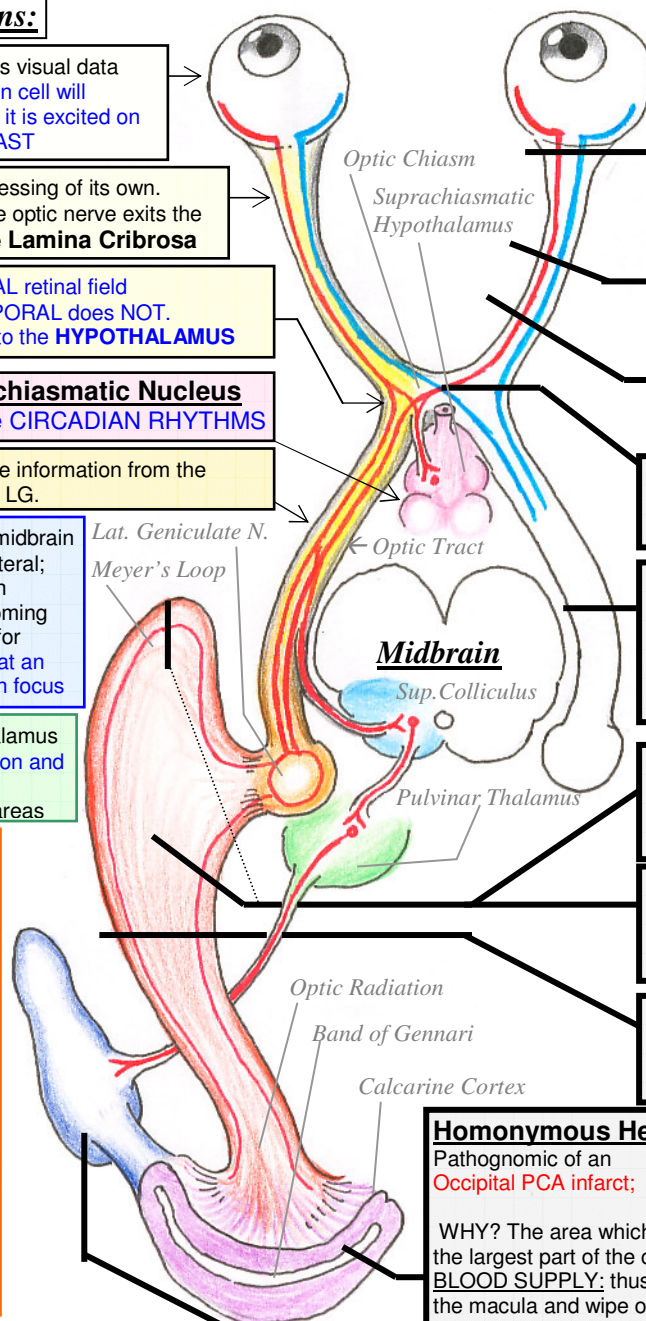 ns:
s visual data
n cell will
it is excited on
AST
essing of its own.
e optic nerve exits the
e Lamina Cribrosa
AL retinal field
PORAL does NOT.
to the HYPOTHALAMUS
chiasmatic Nucleus
e CIRCADIAN RHYTHMS
e information from the
LG.
midbrain
teral;
n
oming
for
at an
n focus
alamus
on and
areas
Optic Chiasm
Suprachiasmatic
Hypothalamus
Lat. Geniculate N.
Meyer's Loop
← Optic Tract
Midbrain
Sup.Colliculus
Pulvinar Thalamus
Optic Radiation
Band of Gennari
Calcarine Cortex
Homonymous He
Pathognomic of an
Occipital PCA infarct;
WHY? The area which
the largest part of the
BLOOD SUPPLY: thus
the macula and wipe o